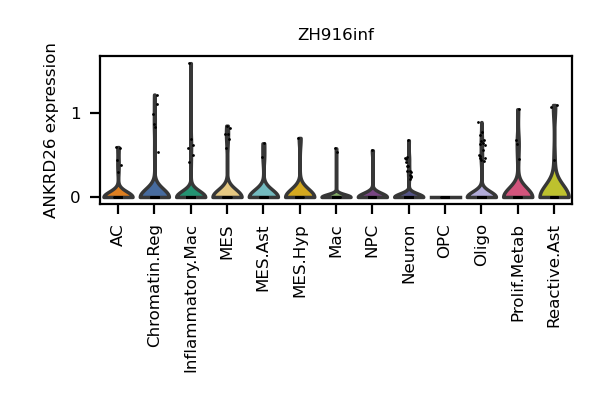 ZH916inf
ANKRD26 expression
1
0
AC
Chromatin.Reg
Inflammatory.Mac
MES
MES.Ast
MES.Hyp
Mac
NPC
Neuron
OPC
Oligo
Prolif.Metab
Reactive.Ast